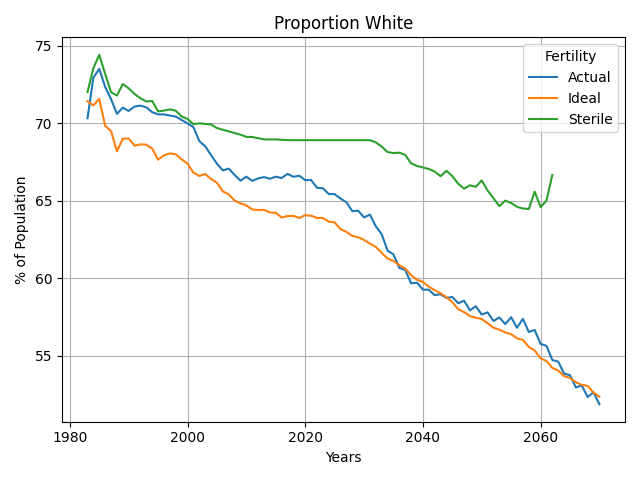 Proportion White
Fertility
Actual
Ideal
Sterile
% of Population
75
70
65
60
55
1980
2000
2020
2040
2060
Years